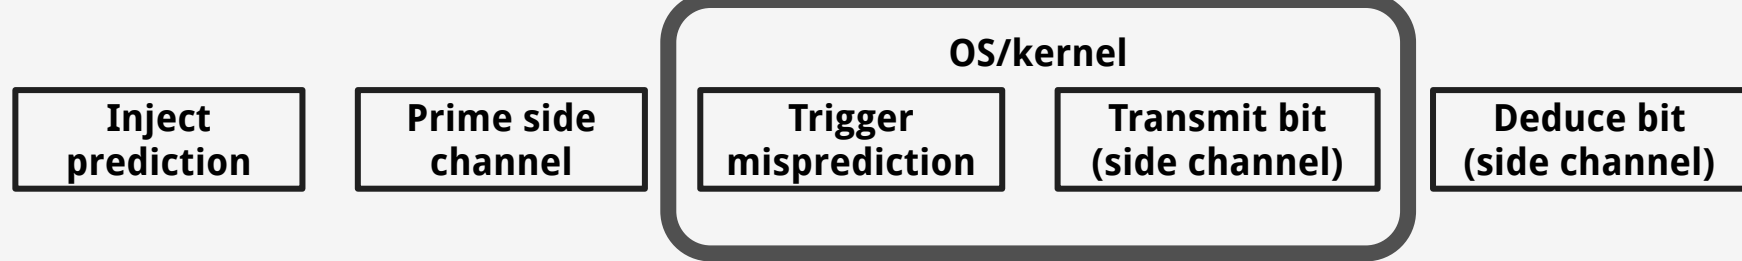 OS/kernel
Inject
prediction
Prime side
channel
Trigger
misprediction
Transmit bit
(side channel)
Deduce bit
(side channel)